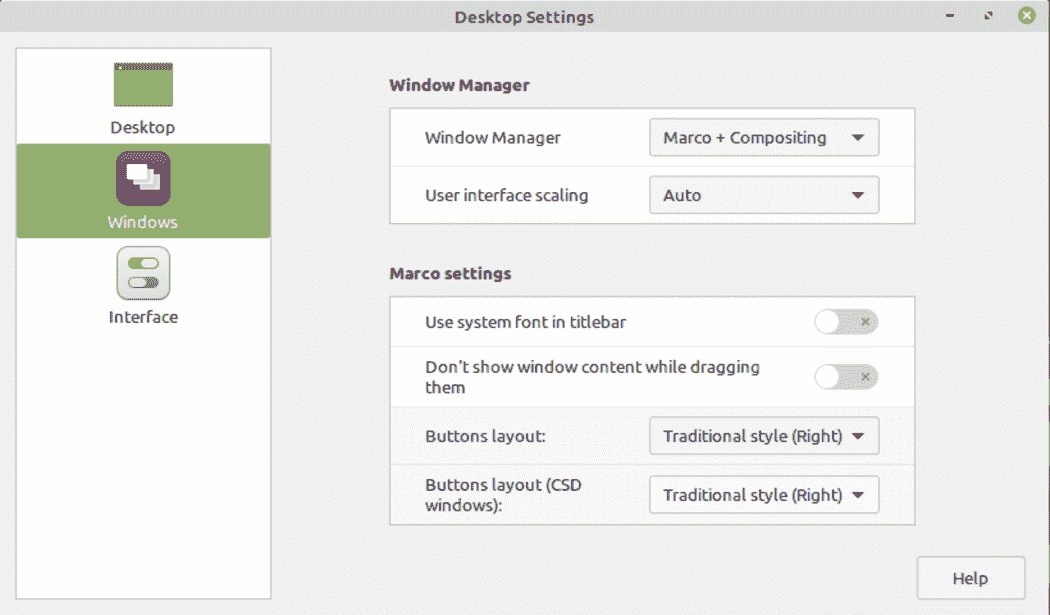 Desktop Settings
Desktop
Windows
Interface
Window Manager
Window Manager
Marco + Compositing
User interface scaling
Auto
Marco settings
Use system font in titlebar
Don't show window content while dragging
them
Buttons layout:
Traditional style (Right)
Buttons layout (CSD
windows):
Traditional style (Right)
Help